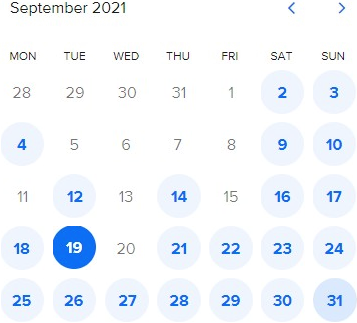 September 2021
MON TUE WED THU FRI SAT SUN
28 29 30 31 1 2 3
4 5 6 7 8 9 10
11 12 13 14 15 16 17
18 19 20 21 22 23 24
25 26 27 28 29 30 31